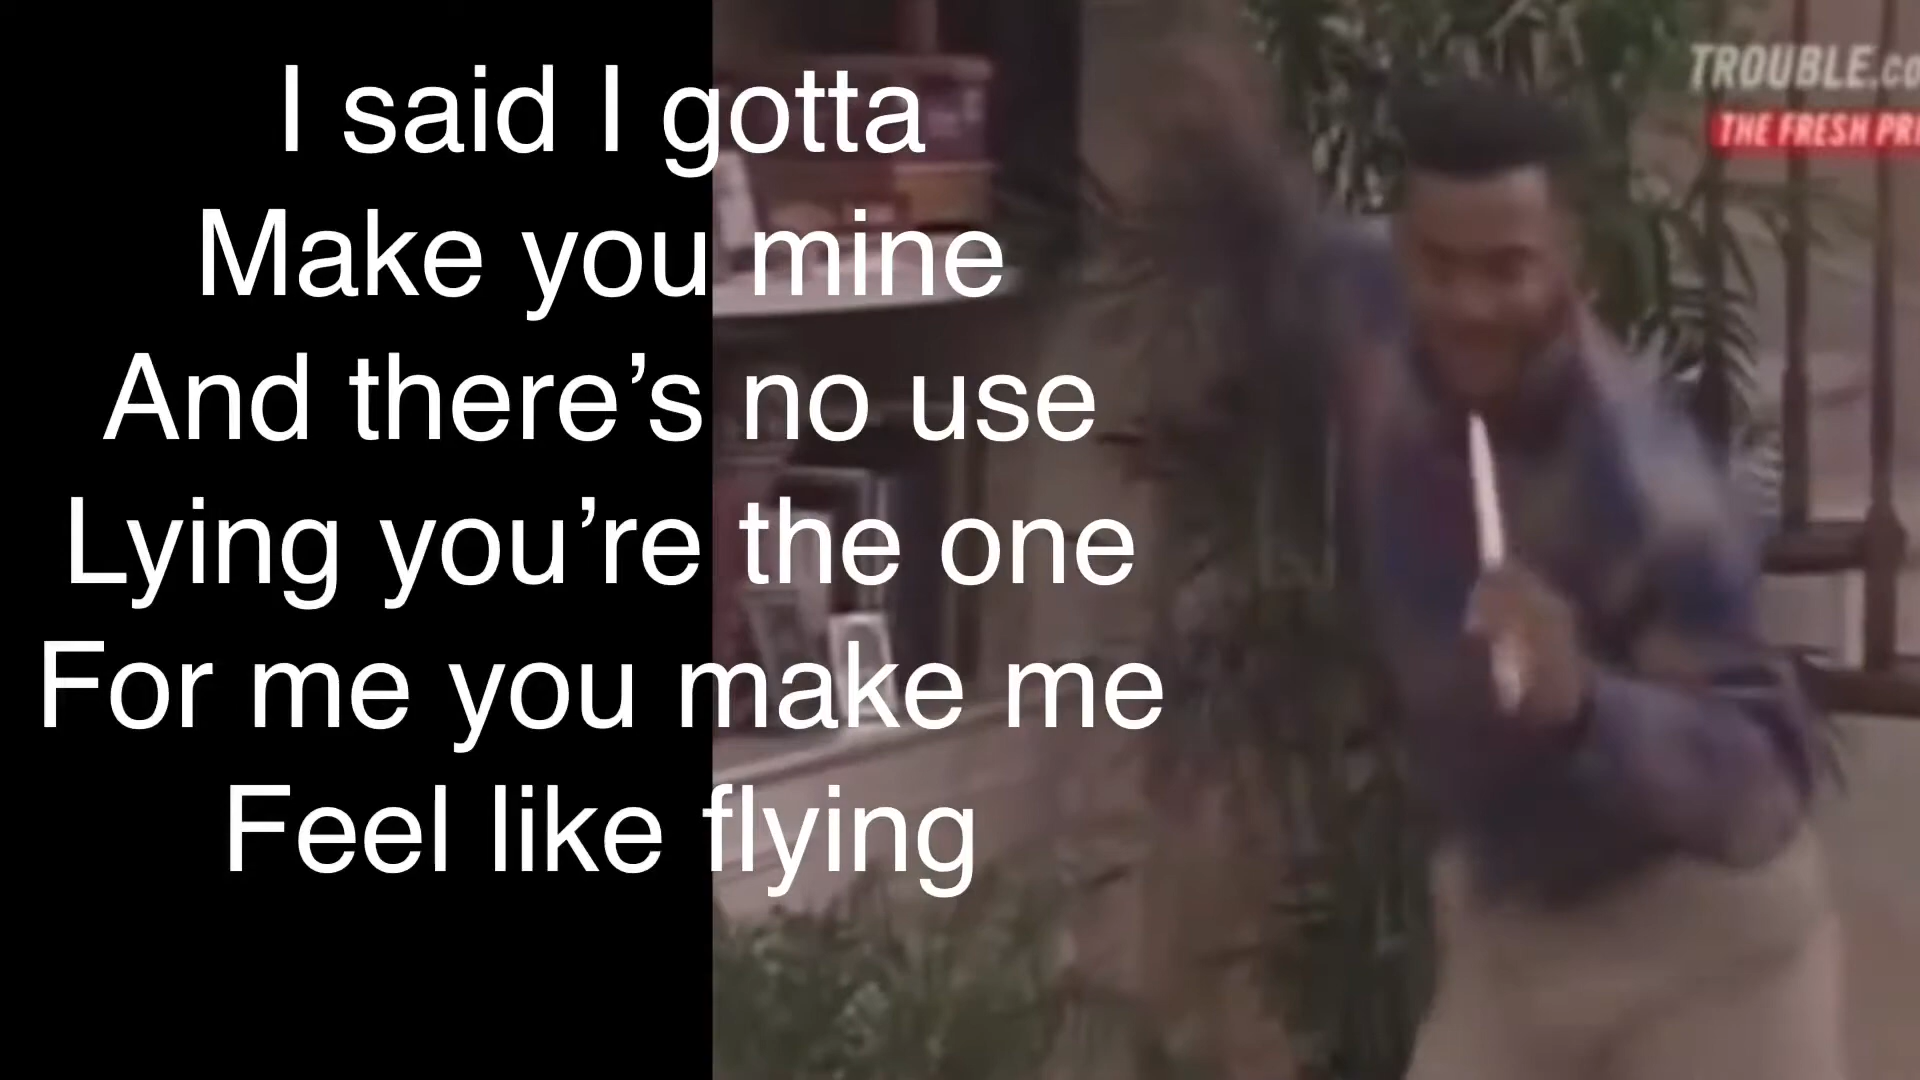 I said I gotta
Make you mine
And there’s no use
Lying you’re the one
For me you make me
Feel like flying
TROUBLE.co
THE FRESH PRI